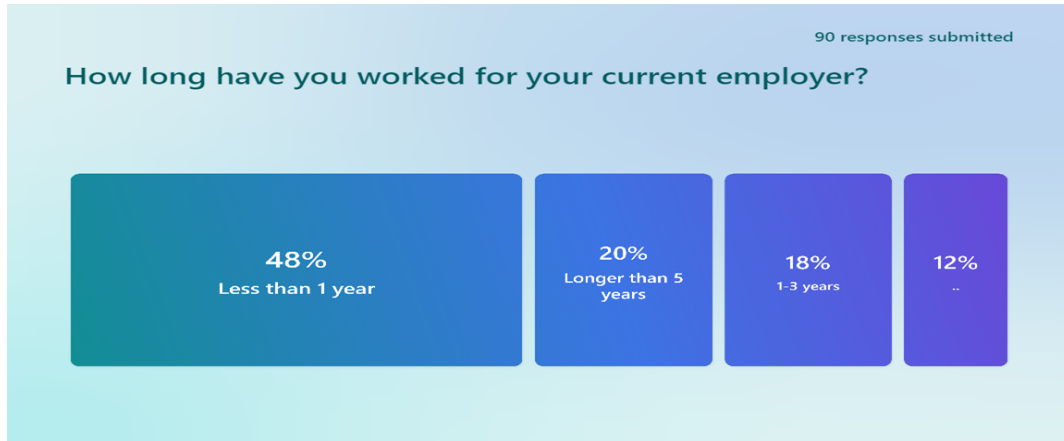 90 responses submitted
How long have you worked for your current employer?
48%
Less than 1 year
20%
Longer than 5
years
18%
1-3 years
12%
..